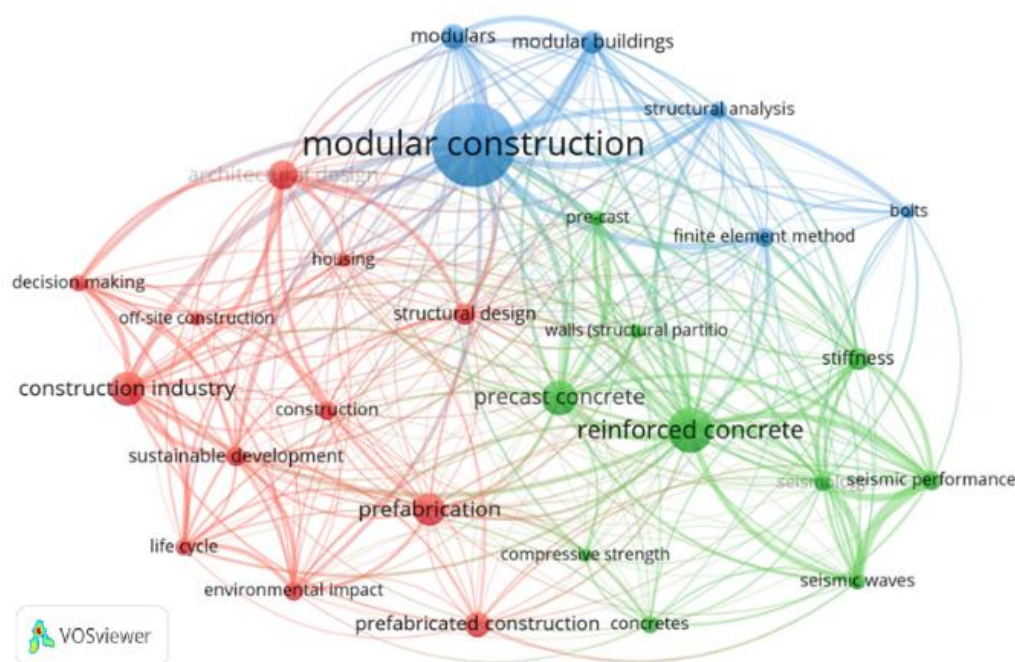 modulars
modular buildings
structural analysis
modular construction
architectural design
bolts
pre-cast
finite element method
housing
decision making
off-site construction
structural design
walls (structural partitio
stiffness
construction industry
precast concrete
construction
reinforced concrete
sustainable development
seismic performance
prefabrication
life cycle
compressive strength
seismic waves
environmental impact
prefabricated construction
concretes
VOSviewer